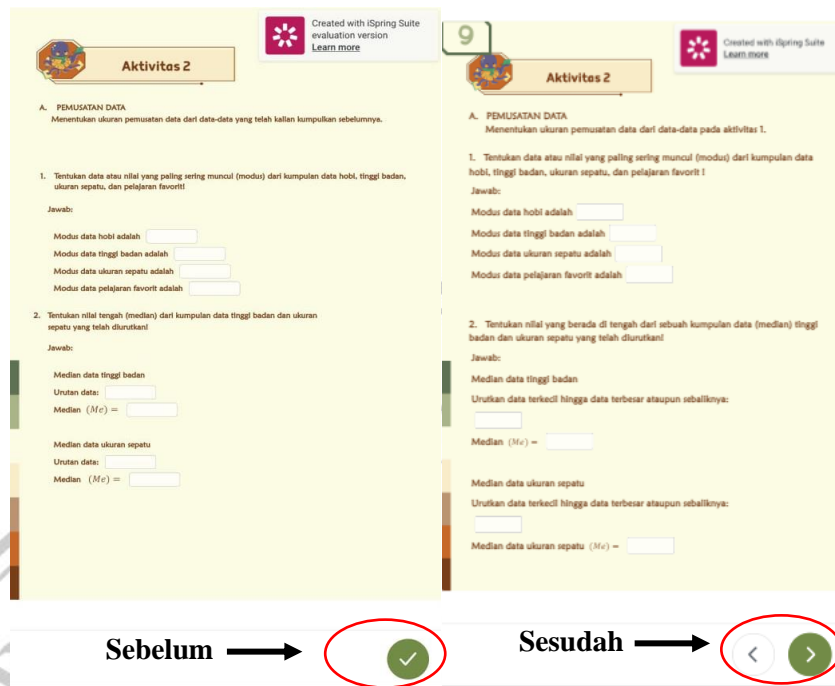 Created with iSpring Suite
evaluation version
Learn more
Aktivitas 2
A. PEMUSATAN DATA
Menentukan ukuran pemusatan data dari data-data yang telah kalian kumpulkan sebelumnya.
1. Tentukan data atau nilai yang paling sering muncul (modus) dari kumpulan data hobi, tinggi badan,
ukuran sepatu, dan pelajaran favorit!
Jawab:
Modus data hobi adalah
Modus data tinggi badan adalah
Modus data ukuran sepatu adalah
Modus data pelajaran favorit adalah
2. Tentukan nilai tengah (median) dari kumpulan data tinggi badan dan ukuran
sepatu yang telah diurutkan!
Jawab:
Median data tinggi badan
Urutan data:
Median (Me) =
Median data ukuran sepatu
Urutan data:
Median (Me) =
Sebelum
9
Created with iSpring Suite
Learn more
Aktivitas 2
A. PEMUSATAN DATA
Menentukan ukuran pemusatan data dari data-data pada aktivitas 1.
1. Tentukan data atau nilai yang paling sering muncul (modus) dari kumpulan data
hobi, tinggi badan, ukuran sepatu, dan pelajaran favorit !
Jawab:
Modus data hobi adalah
Modus data tinggi badan adalah
Modus data ukuran sepatu adalah
Modus data pelajaran favorit adalah
2. Tentukan nilai yang berada di tengah dari sebuah kumpulan data (median) tinggi
badan dan ukuran sepatu yang telah diurutkan!
Jawab:
Median data tinggi badan
Urutkan data terkecil hingga data terbesar ataupun sebaliknya:
Median (Me) =
Median data ukuran sepatu
Urutkan data terkecil hingga data terbesar ataupun sebaliknya:
Median data ukuran sepatu (Me) =
Sesudah